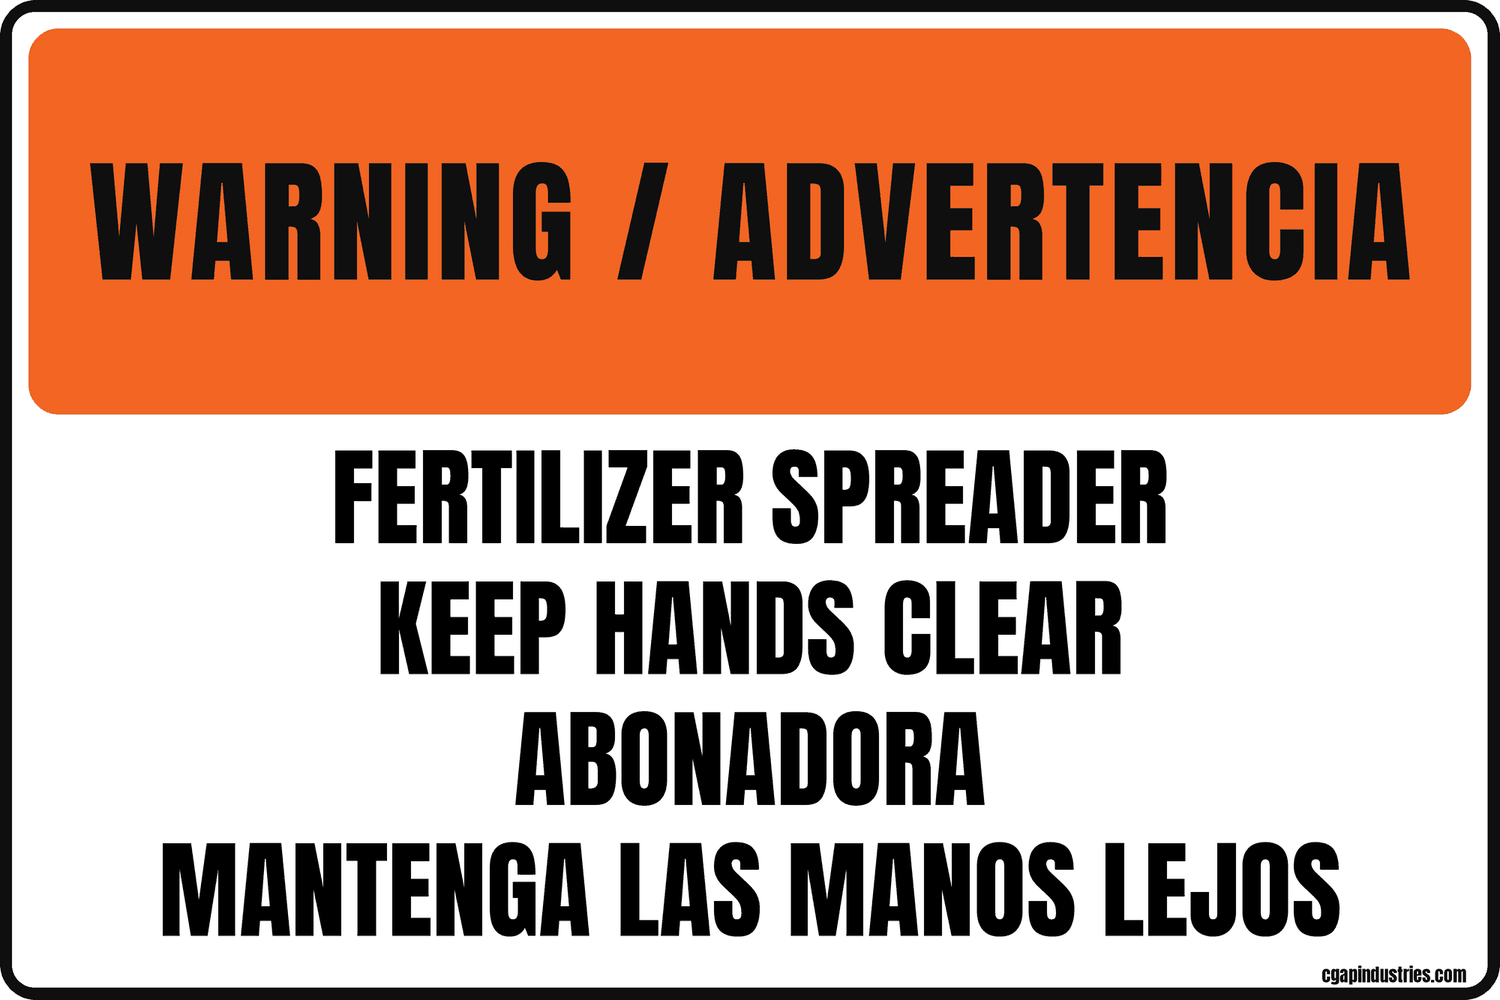 WARNING / ADVERTENCIA
FERTILIZER SPREADER
KEEP HANDS CLEAR
ABONADORA
MANTENGA LAS MANOS LEJOS
cgapindustries.com